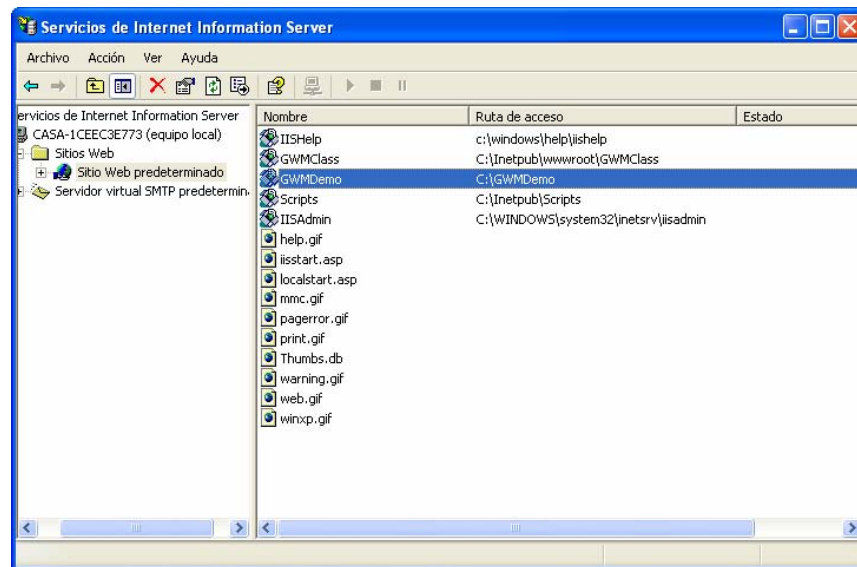 Servicios de Internet Information Server
Archivo Acción Ver Ayuda
ervicios de Internet Information Server
CASA-1CEEC3E773 (equipo local)
Sitios Web
Sitio Web predeterminado
Servidor virtual SMTP predetermin
Nombre Ruta de acceso Estado
IISHelp c:\windows\help\iishelp
GWMClass C:\Inetpub\wwwroot\GWMClass
GWMDemo C:\GWMDemo
Scripts C:\Inetpub\Scripts
IISAdmin C:\WINDOWS\system32\inetsrv\iisadmin
help.gif
iisstart.asp
localstart.asp
mmc.gif
pagerror.gif
print.gif
Thumbs.db
warning.gif
web.gif
winxp.gif